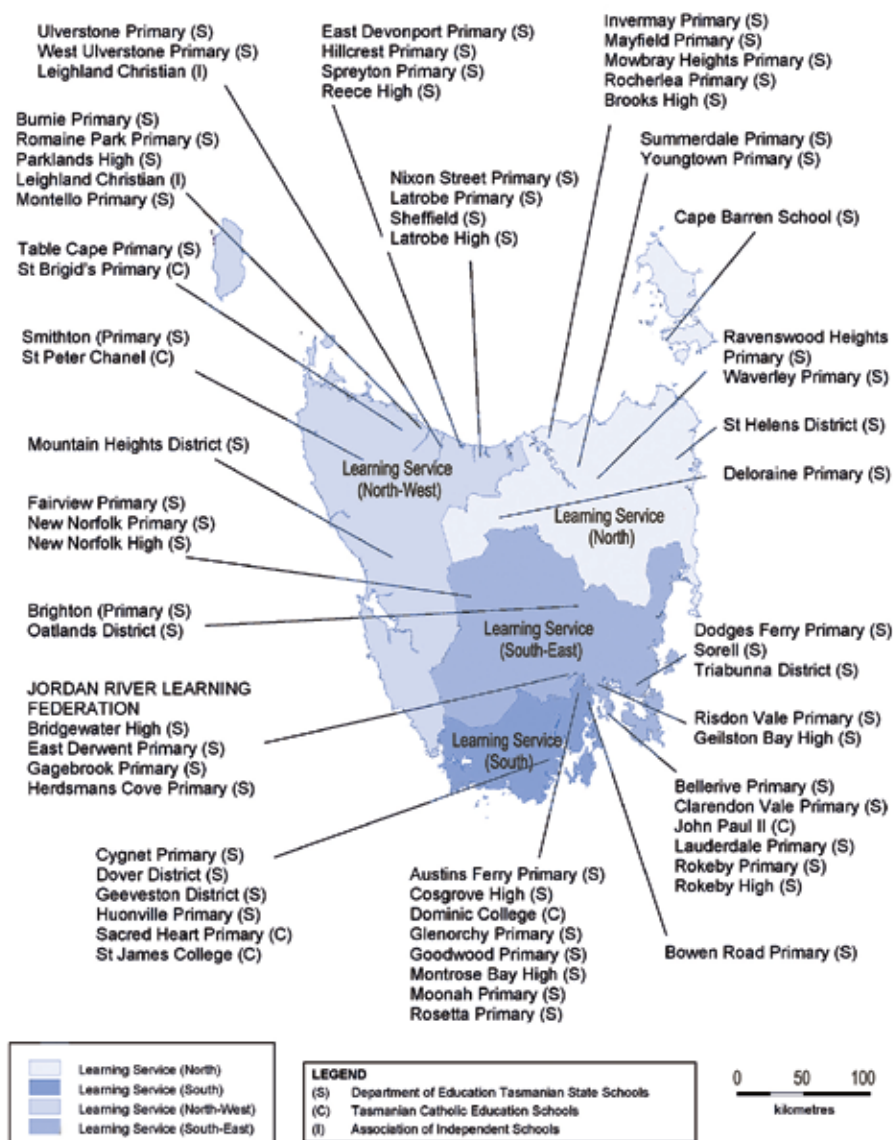 Ulverstone Primary (S)
West Ulverstone Primary (S)
Leighland Christian (I)
East Devonport Primary (S)
Hillcrest Primary (S)
Spreyton Primary (S)
Reece High (S)
Invermay Primary (S)
Mayfield Primary (S)
Mowbray Heights Primary (S)
Rocherlea Primary (S)
Brooks High (S)
Burnie Primary (S)
Romaine Park Primary (S)
Parklands High (S)
Leighland Christian (I)
Montello Primary (S)
Nixon Street Primary (S)
Latrobe Primary (S)
Sheffield (S)
Latrobe High (S)
Summerdale Primary (S)
Youngtown Primary (S)
Cape Barren School (S)
Table Cape Primary (S)
St Brigid's Primary (C)
Smithton (Primary (S)
St Peter Chanel (C)
Ravenswood Heights
Primary (S)
Waverley Primary (S)
St Helens District (S)
Mountain Heights District (S)
Learning Service
(North-West)
Deloraine Primary (S)
Learning Service
(North)
Fairview Primary (S)
New Norfolk Primary (S)
New Norfolk High (S)
Brighton (Primary (S)
Oatlands District (S)
Learning Service
(South-East)
Dodges Ferry Primary (S)
Sorell (S)
Triabunna District (S)
JORDAN RIVER LEARNING
FEDERATION
Bridgewater High (S)
East Derwent Primary (S)
Gagebrook Primary (S)
Herdsmans Cove Primary (S)
Learning Service
(South)
Risdon Vale Primary (S)
Geilston Bay High (S)
Bellerive Primary (S)
Clarendon Vale Primary (S)
John Paul II (C)
Lauderdale Primary (S)
Rokeby Primary (S)
Rokeby High (S)
Cygnet Primary (S)
Dover District (S)
Geeveston District (S)
Huonville Primary (S)
Sacred Heart Primary (C)
St James College (C)
Austins Ferry Primary (S)
Cosgrove High (S)
Dominic College (C)
Glenorchy Primary (S)
Goodwood Primary (S)
Montrose Bay High (S)
Moonah Primary (S)
Rosetta Primary (S)
Bowen Road Primary (S)
Learning Service (North)
Learning Service (South)
Learning Service (North-West)
Learning Service (South-East)
LEGEND
(S) Department of Education Tasmanian State Schools
(C) Tasmanian Catholic Education Schools
(I) Association of Independent Schools
0 50 100
kilometres